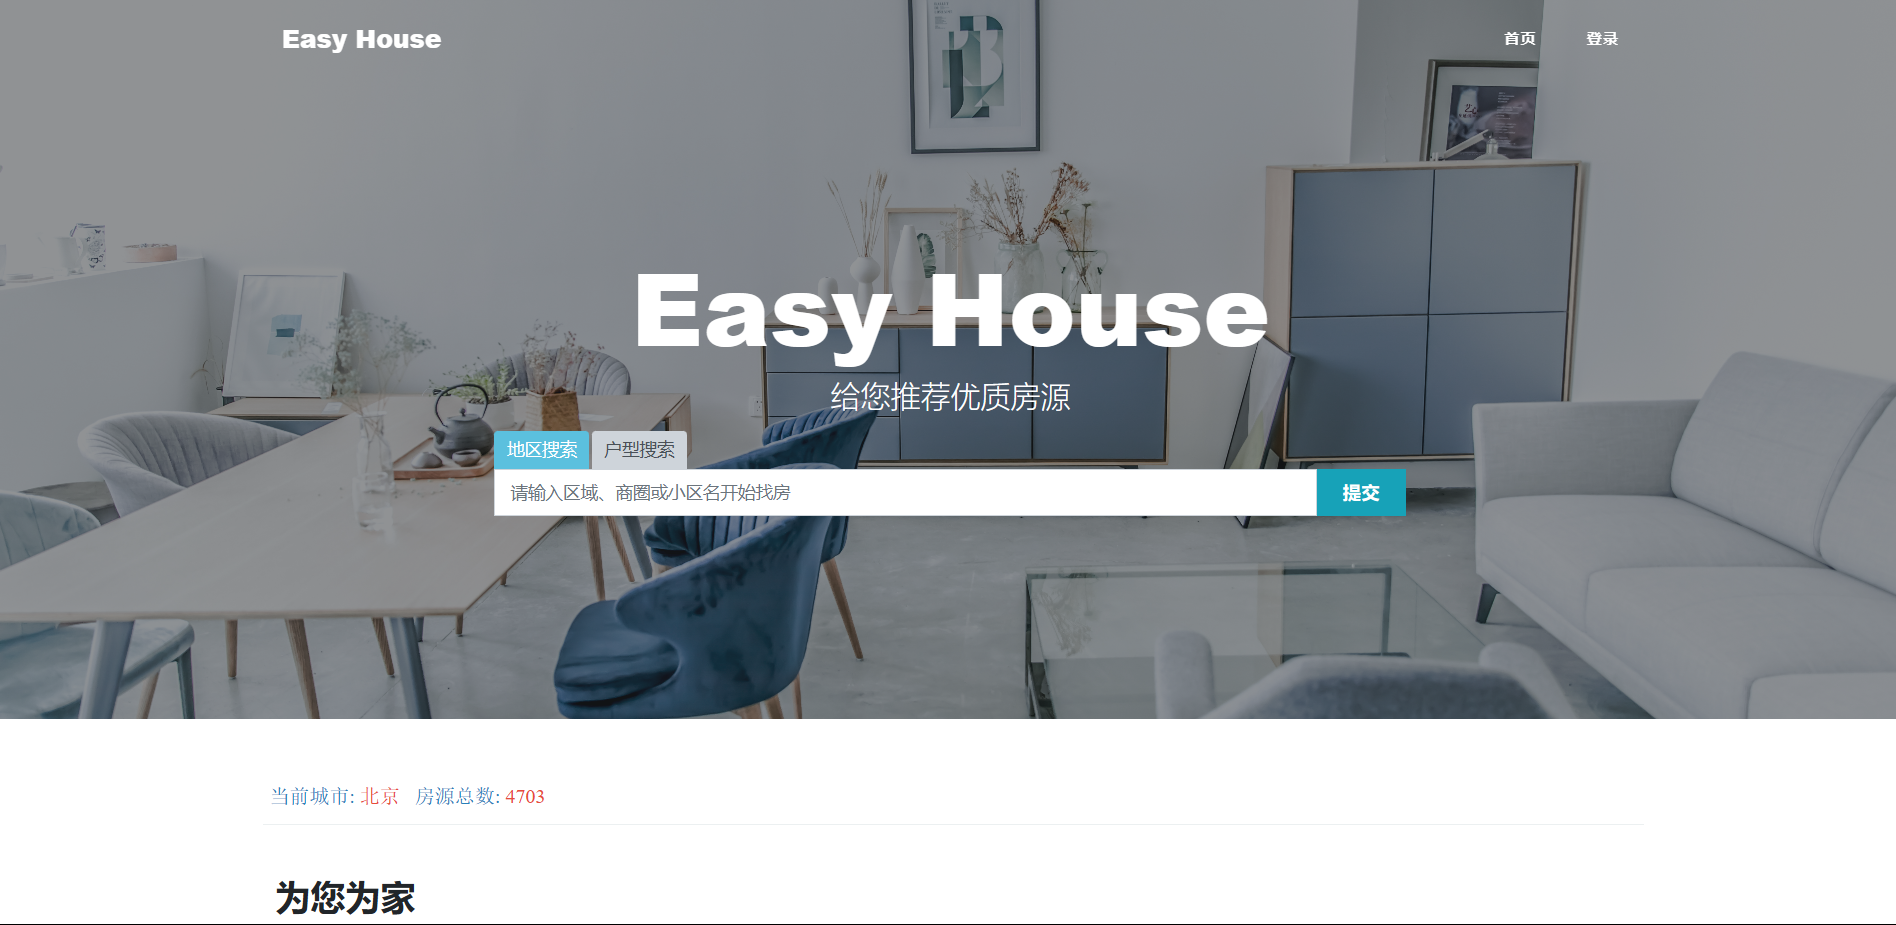 Easy House
首页 登录
Easy House
给您推荐优质房源
地区搜索 户型搜索
请输入区域、商圈或小区名开始找房 提交
当前城市: 北京 房源总数: 4703
为您为家